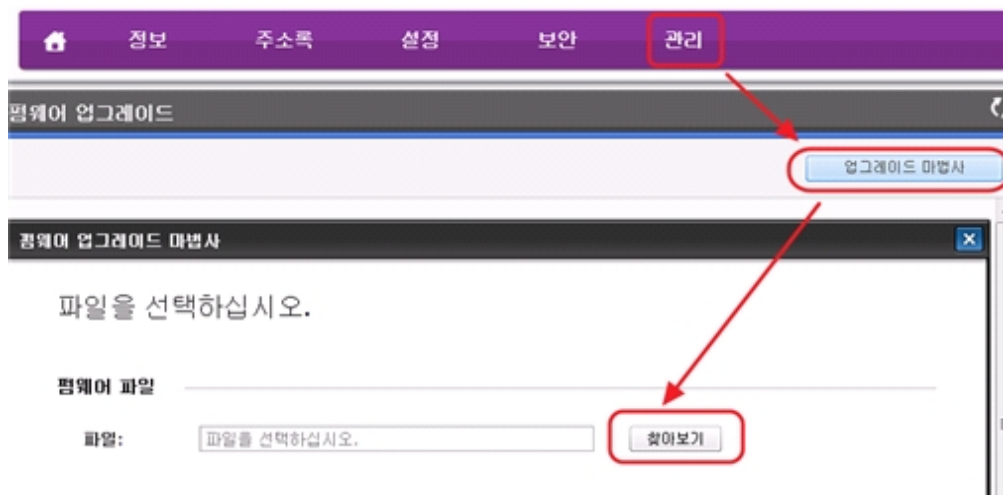 정보 주소록 설정 보안 관리
펌웨어 업그레이드
업그레이드 마법사
펌웨어 업그레이드 마법사
파일을 선택하십시오.
펌웨어 파일
파일: 파일을 선택하십시오. 찾아보기